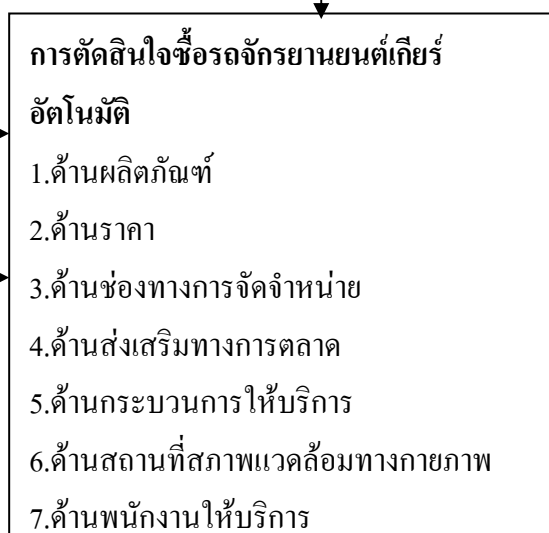 การตัดสินใจซื้อรถจักรยานยนต์เกียร์
อัตโนมัติ
1.ด้านผลิตภัณฑ์
2.ด้านราคา
3.ด้านช่องทางการจัดจำหน่าย
4.ด้านส่งเสริมทางการตลาด
5.ด้านกระบวนการให้บริการ
6.ด้านสถานที่สภาพแวดล้อมทางกายภาพ
7.ด้านพนักงานให้บริการ